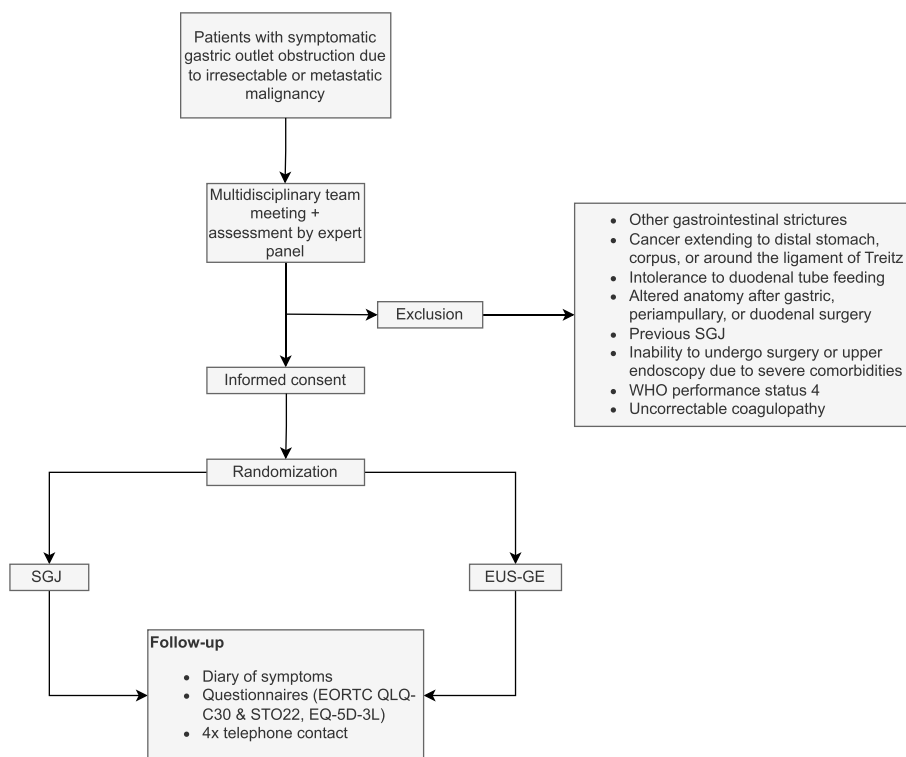 Patients with symptomatic
gastric outlet obstruction due
to irresectable or metastatic
malignancy
Multidisciplinary team
meeting +
assessment by expert
panel
Exclusion
• Other gastrointestinal strictures
• Cancer extending to distal stomach,
corpus, or around the ligament of Treitz
• Intolerance to duodenal tube feeding
• Altered anatomy after gastric,
periampullary, or duodenal surgery
• Previous SGJ
• Inability to undergo surgery or upper
endoscopy due to severe comorbidities
• WHO performance status 4
• Uncorrectable coagulopathy
Informed consent
Randomization
SGJ
EUS-GE
Follow-up
• Diary of symptoms
• Questionnaires (EORTC QLQ-
C30 & STO22, EQ-5D-3L)
• 4x telephone contact